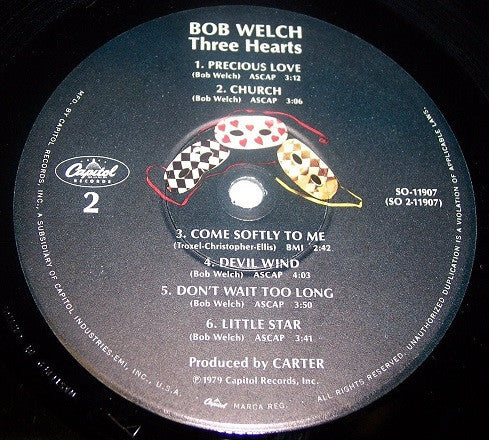 BOB WELCH
Three Hearts
1. PRECIOUS LOVE
(Bob Welch) ASCAP 3:12
2. CHURCH
(Bob Welch) ASCAP 3:06
Capitol
RECORDS
2
SO-11907
(SO 2-11907)
3. COME SOFTLY TO ME
(Troxel-Christopher-Ellis) BMI 2:42
4. DEVIL WIND
(Bob Welch) ASCAP 4:03
5. DON'T WAIT TOO LONG
(Bob Welch) ASCAP 3:50
6. LITTLE STAR
(Bob Welch) ASCAP 3:41
Produced by CARTER
℗1979 Capitol Records, Inc.
Capitol MARCA REG.
MFD. BY CAPITOL RECORDS, INC., A SUBSIDIARY OF CAPITOL INDUSTRIES-EMI, INC., U.S.A.
ALL RIGHTS RESERVED. UNAUTHORIZED DUPLICATION IS A VIOLATION OF APPLICABLE LAWS.